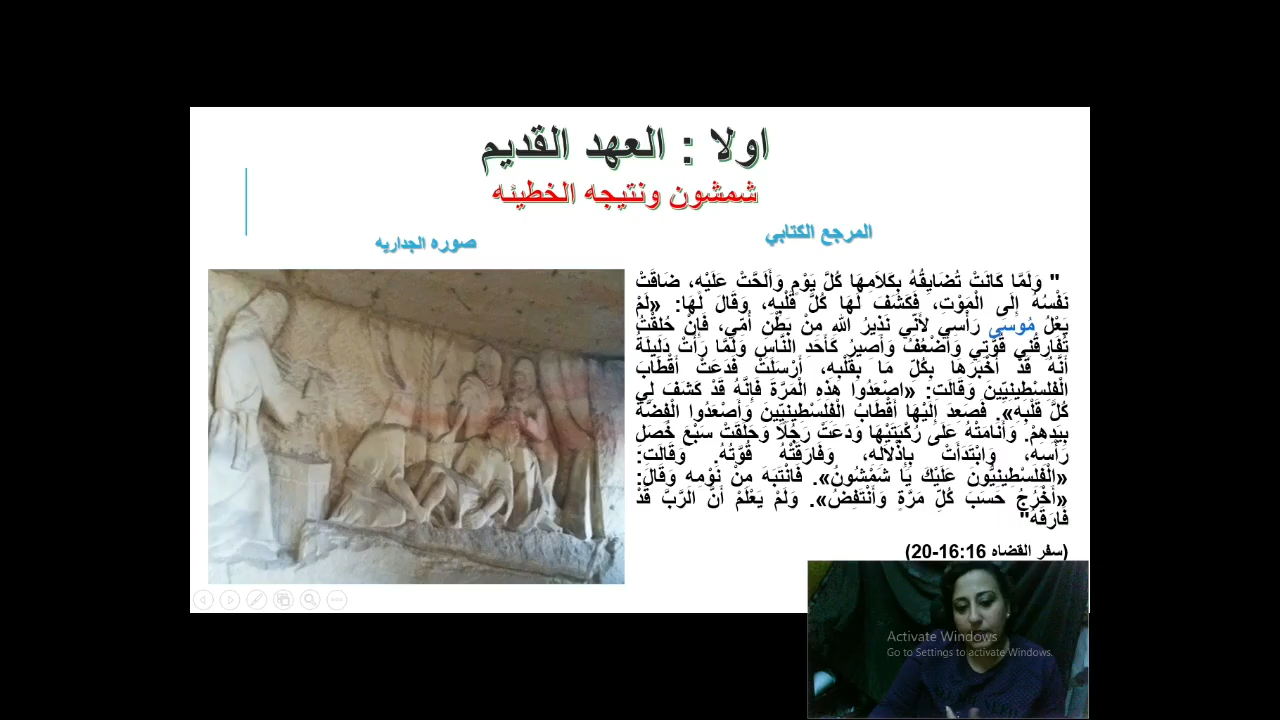 اولا : العهد القديم
شمشون ونتيجه الخطيئه
المرجع الكتابي
صوره الجداريه
" وَلَمَّا كَانَتْ تُضَايِقُهُ بِكَلاَمِهَا كُلَّ يَوْمٍ وَأَلَحَّتْ عَلَيْهِ، ضَاقَتْ
نَفْسُهُ إِلَى الْمَوْتِ، فَكَشَفَ لَهَا كُلَّ قَلْبِهِ، وَقَالَ لَهَا: «لَمْ
يَعْلُ مُوسَي رَأْسِي لأَنِّي نَذِيرُ اللهِ مِنْ بَطْنِ أُمِّي، فَإِنْ حُلِقْتُ
تُفَارِقُنِي قُوَّتِي وَأَضْعُفُ وَأَصِيرُ كَأَحَدِ النَّاسِ وَلَمَّا رَأَتْ دَلِيلَةُ
أَنَّهُ قَدْ أَخْبَرَهَا بِكُلِّ مَا بِقَلْبِهِ، أَرْسَلَتْ فَدَعَتْ أَقْطَابَ
الْفِلِسْطِينِيِّينَ وَقَالَتِ: «اصْعَدُوا هذِهِ الْمَرَّةَ فَإِنَّهُ قَدْ كَشَفَ لِي
كُلَّ قَلْبِهِ». فَصَعِدَ إِلَيْهَا أَقْطَابُ الْفِلِسْطِينِيِّينَ وَأَصْعَدُوا الْفِضَّةَ
بِيَدِهِمْ. وَأَنَامَتْهُ عَلَى رُكْبَتَيْهَا وَدَعَتْ رَجُلًا وَحَلَقَتْ سَبْعَ خُصَلِ
رَأْسِهِ، وَابْتَدَأَتْ بِإِذْلاَلِهِ، وَفَارَقَتْهُ قُوَّتُهُ. وَقَالَتِ:
«الْفِلِسْطِينِيُّونَ عَلَيْكَ يَا شَمْشُونُ». فَانْتَبَهَ مِنْ نَوْمِهِ وَقَالَ:
«أَخْرُجُ حَسَبَ كُلِّ مَرَّةٍ وَأَنْتَفِضُ». وَلَمْ يَعْلَمْ أَنَّ الرَّبَّ قَدْ
فَارَقَهُ"
(سفر القضاه 16:16-20)
Activate Windows
Go to Settings to activate Windows.